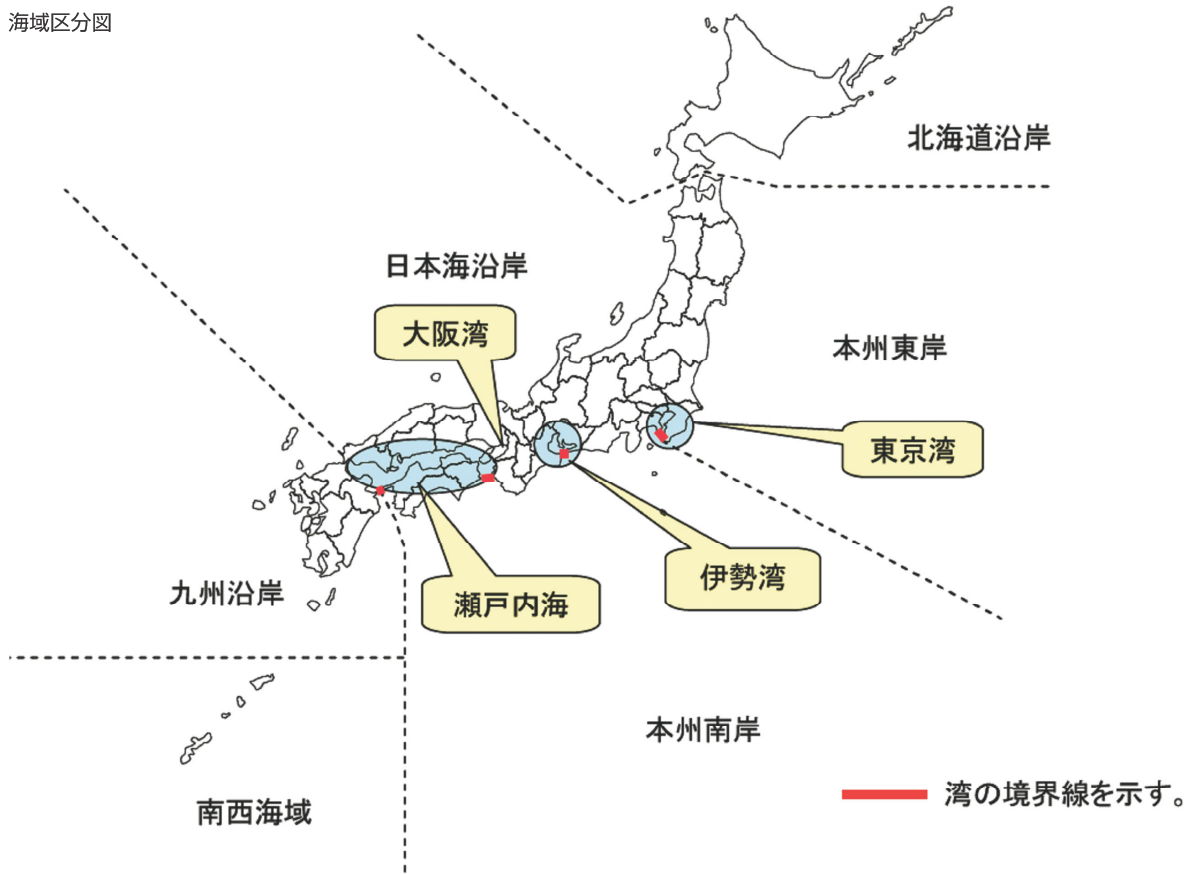 海域区分図
北海道沿岸
日本海沿岸
大阪湾
本州東岸
東京湾
伊勢湾
九州沿岸
瀬戸内海
本州南岸
湾の境界線を示す。
南西海域